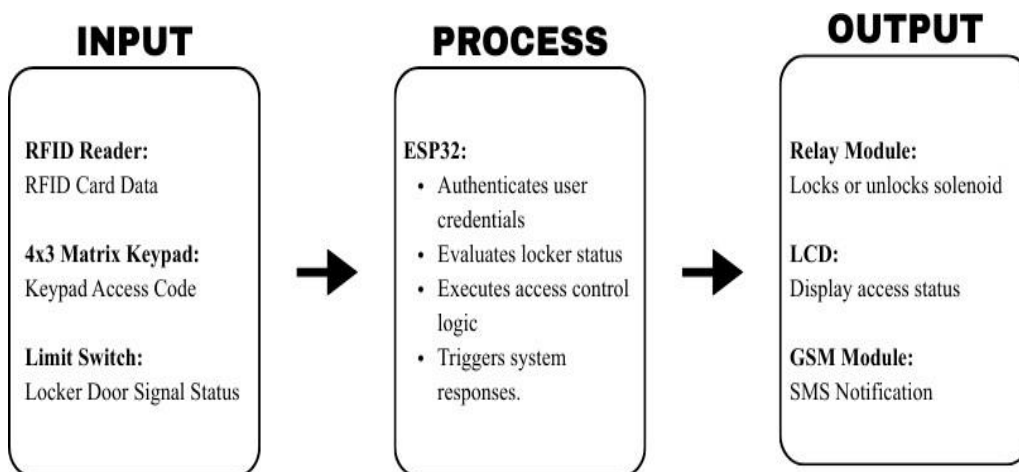 INPUT
RFID Reader:
RFID Card Data
4x3 Matrix Keypad:
Keypad Access Code
Limit Switch:
Locker Door Signal Status
PROCESS
ESP32:
• Authenticates user
credentials
• Evaluates locker status
• Executes access control
logic
• Triggers system
responses.
OUTPUT
Relay Module:
Locks or unlocks solenoid
LCD:
Display access status
GSM Module:
SMS Notification